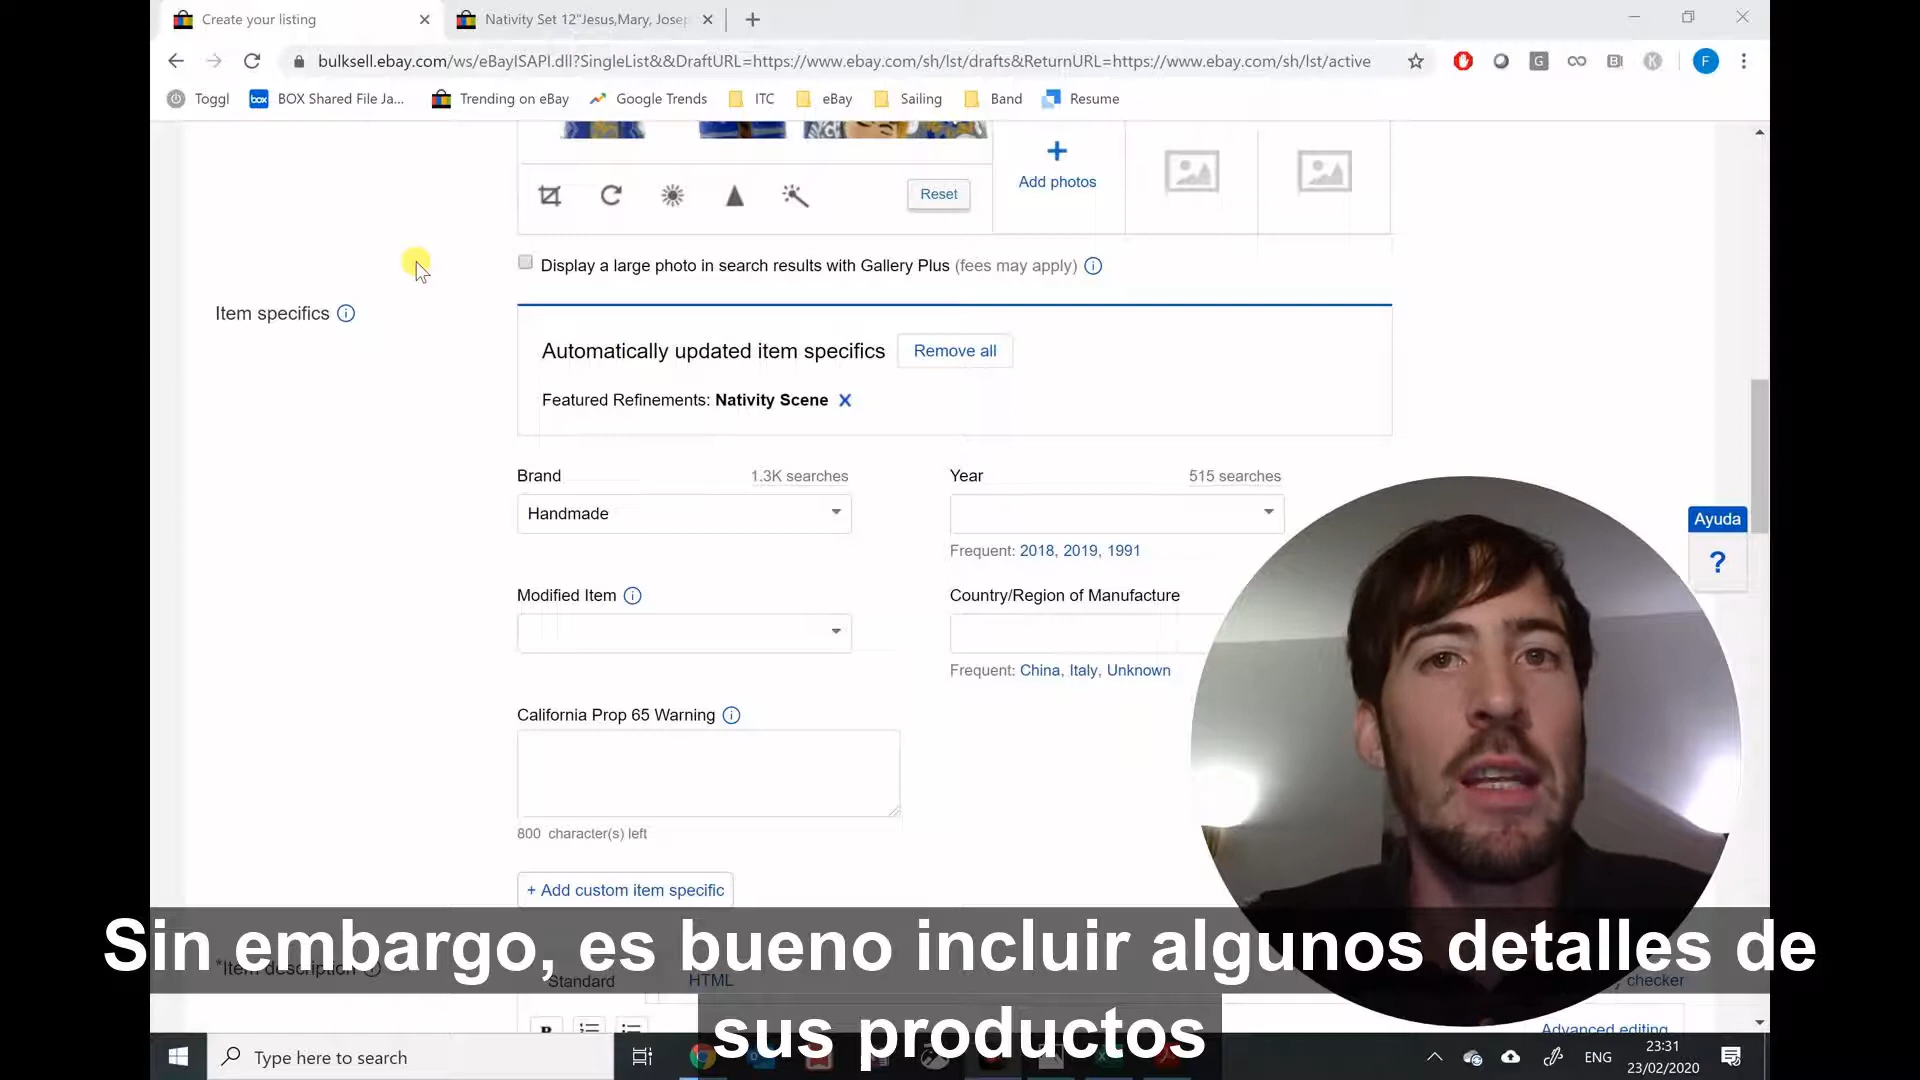 Create your listing
Nativity Set 12"Jesus,Mary, Josep
bulksell.ebay.com/ws/eBayISAPI.dll?SingleList&&DraftURL=https://www.ebay.com/sh/lst/drafts&ReturnURL=https://www.ebay.com/sh/lst/active
F
Toggl
box BOX Shared File Ja...
Trending on eBay
Google Trends
ITC
eBay
Sailing
Band
Resume
Add photos
Reset
Display a large photo in search results with Gallery Plus (fees may apply)
Item specifics
Automatically updated item specifics
Remove all
Featured Refinements: Nativity Scene
Brand
1.3K searches
Year
515 searches
Handmade
Ayuda
?
Frequent: 2018, 2019, 1991
Modified Item
Country/Region of Manufacture
Frequent: China, Italy, Unknown
California Prop 65 Warning
800 character(s) left
+ Add custom item specific
Sin embargo, es bueno incluir algunos detalles de
*Item description
Standard
HTML
checker
sus productos
Advanced editing
Type here to search
ENG
23:31
23/02/2020